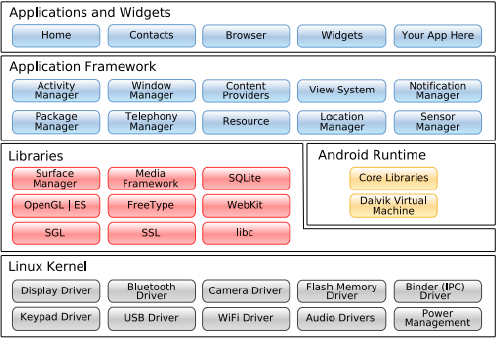 Applications and Widgets
Home
Contacts
Browser
Widgets
Your App Here
Application Framework
Activity
Manager
Window
Manager
Content
Providers
View System
Notification
Manager
Package
Manager
Telephony
Manager
Resource
Location
Manager
Sensor
Manager
Libraries
Surface
Manager
Media
Framework
SQLite
OpenGL | ES
FreeType
WebKit
SGL
SSL
libc
Android Runtime
Core Libraries
Dalvik Virtual
Machine
Linux Kernel
Display Driver
Bluetooth
Driver
Camera Driver
Flash Memory
Driver
Binder (IPC)
Driver
Keypad Driver
USB Driver
WiFi Driver
Audio Drivers
Power
Management